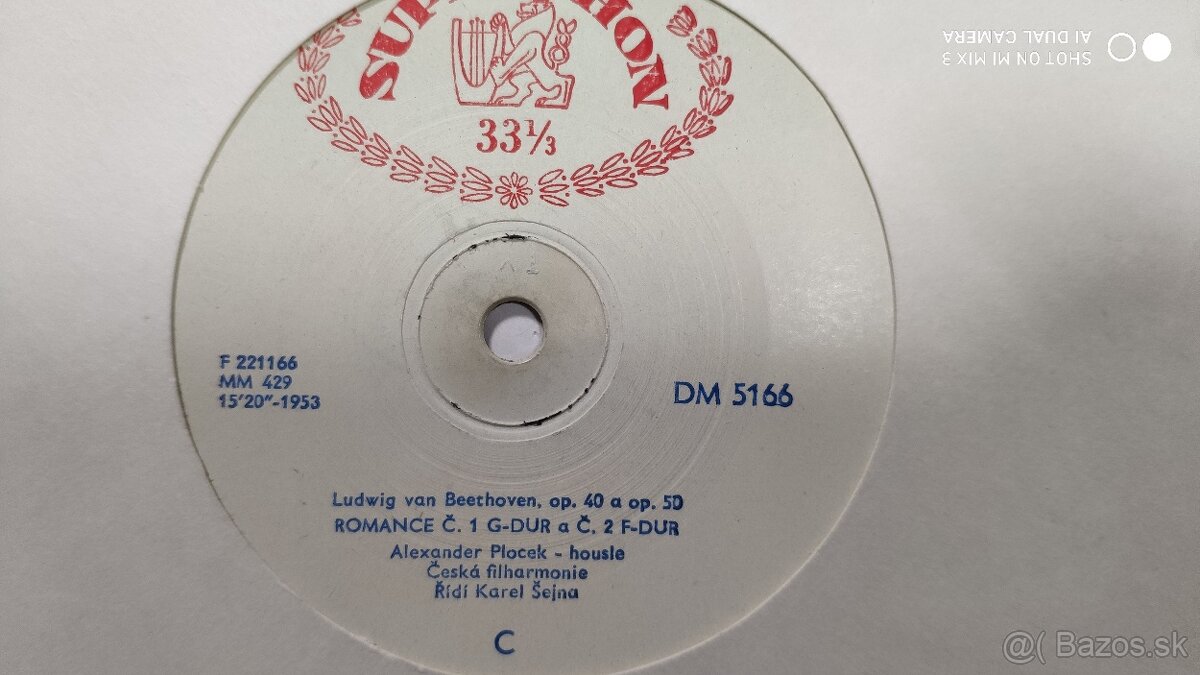 SUPRAPHON
33⅓
SHOT ON MI MIX 3
AI DUAL CAMERA
F 221166
MM 429
15'20"-1953
DM 5166
Ludwig van Beethoven, op. 40 a op. 50
ROMANCE Č. 1 G-DUR a Č. 2 F-DUR
Alexander Plocek - housle
Česká filharmonie
Řídí Karel Šejna
C
@( Bazos.sk